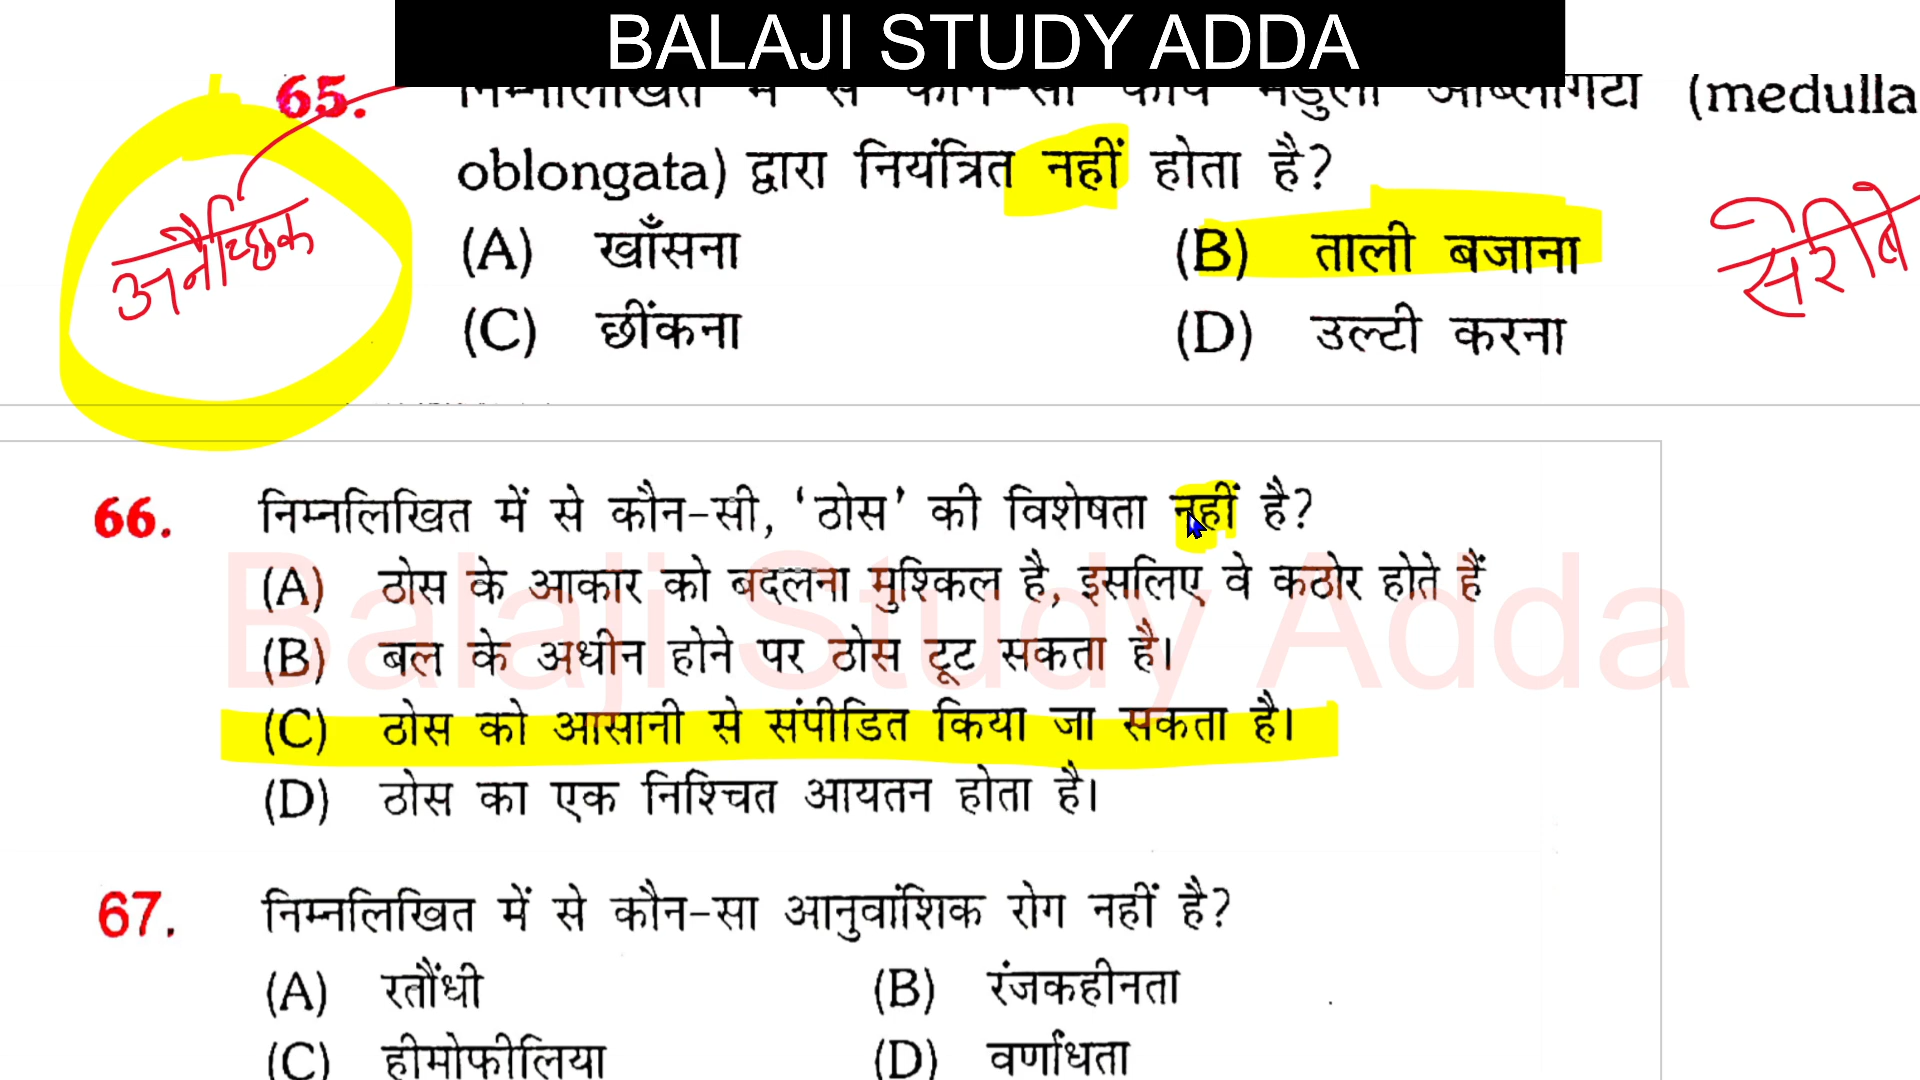 BALAJI STUDY ADDA
65. निम्नलिखित में से कौन-सा कार्य मेडुला ऑब्लांगेटा (medulla
oblongata) द्वारा नियंत्रित नहीं होता है?
(A) खाँसना (B) ताली बजाना
(C) छींकना (D) उल्टी करना
अनैच्छिक
सेरीबे
66. निम्नलिखित में से कौन-सी, 'ठोस' की विशेषता नहीं है?
(A) ठोस के आकार को बदलना मुश्किल है, इसलिए वे कठोर होते हैं
(B) बल के अधीन होने पर ठोस टूट सकता है।
(C) ठोस को आसानी से संपीडित किया जा सकता है।
(D) ठोस का एक निश्चित आयतन होता है।
Balaji Study Adda
67. निम्नलिखित में से कौन-सा आनुवांशिक रोग नहीं है?
(A) रतौंधी (B) रंजकहीनता
(C) हीमोफीलिया (D) वर्णांधता